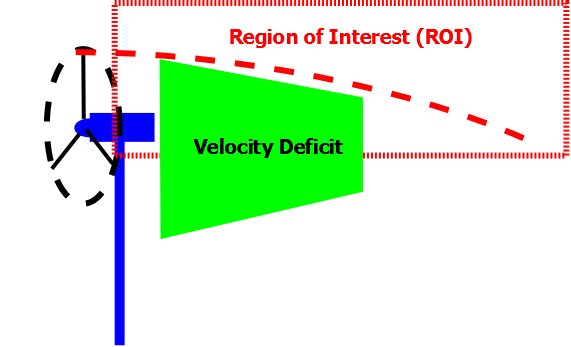 Region of Interest (ROI)
Velocity Deficit